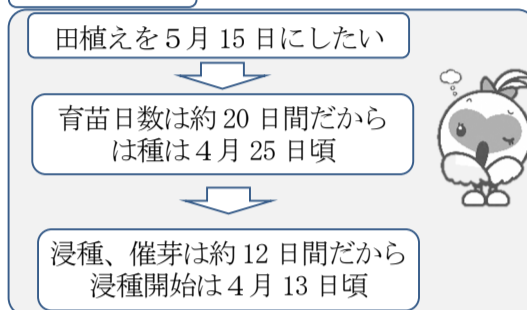 田植えを５月 15 日にしたい
育苗日数は約 20 日間だから
は種は４月 25 日頃
浸種、催芽は約 12 日間だから
浸種開始は４月 13 日頃